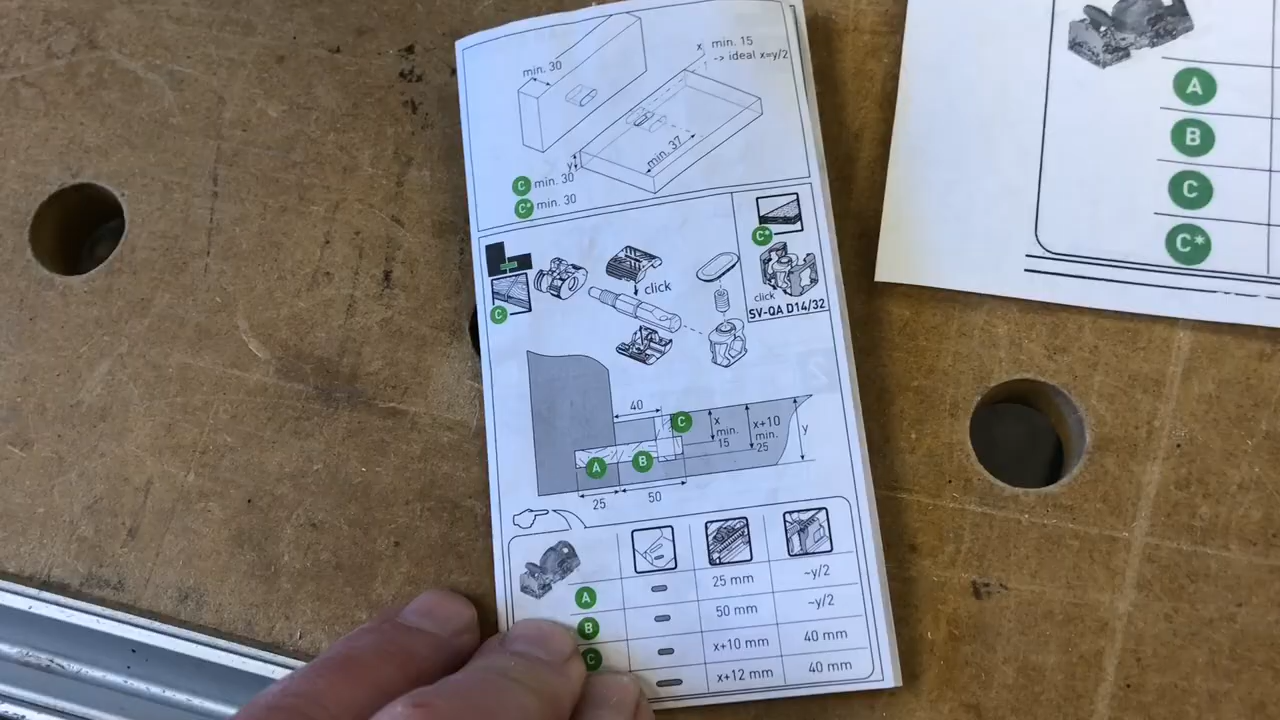 min. 30
x min. 15
-> ideal x=y/2
y
min. 37
C min. 30
C* min. 30
C
click
C*
click
SV-QA D14/32
40
C
x
min.
15
x+10
min.
25
y
A
B
25
50
A 25 mm ~y/2
B 50 mm ~y/2
C x+10 mm 40 mm
x+12 mm 40 mm
A
B
C
C*